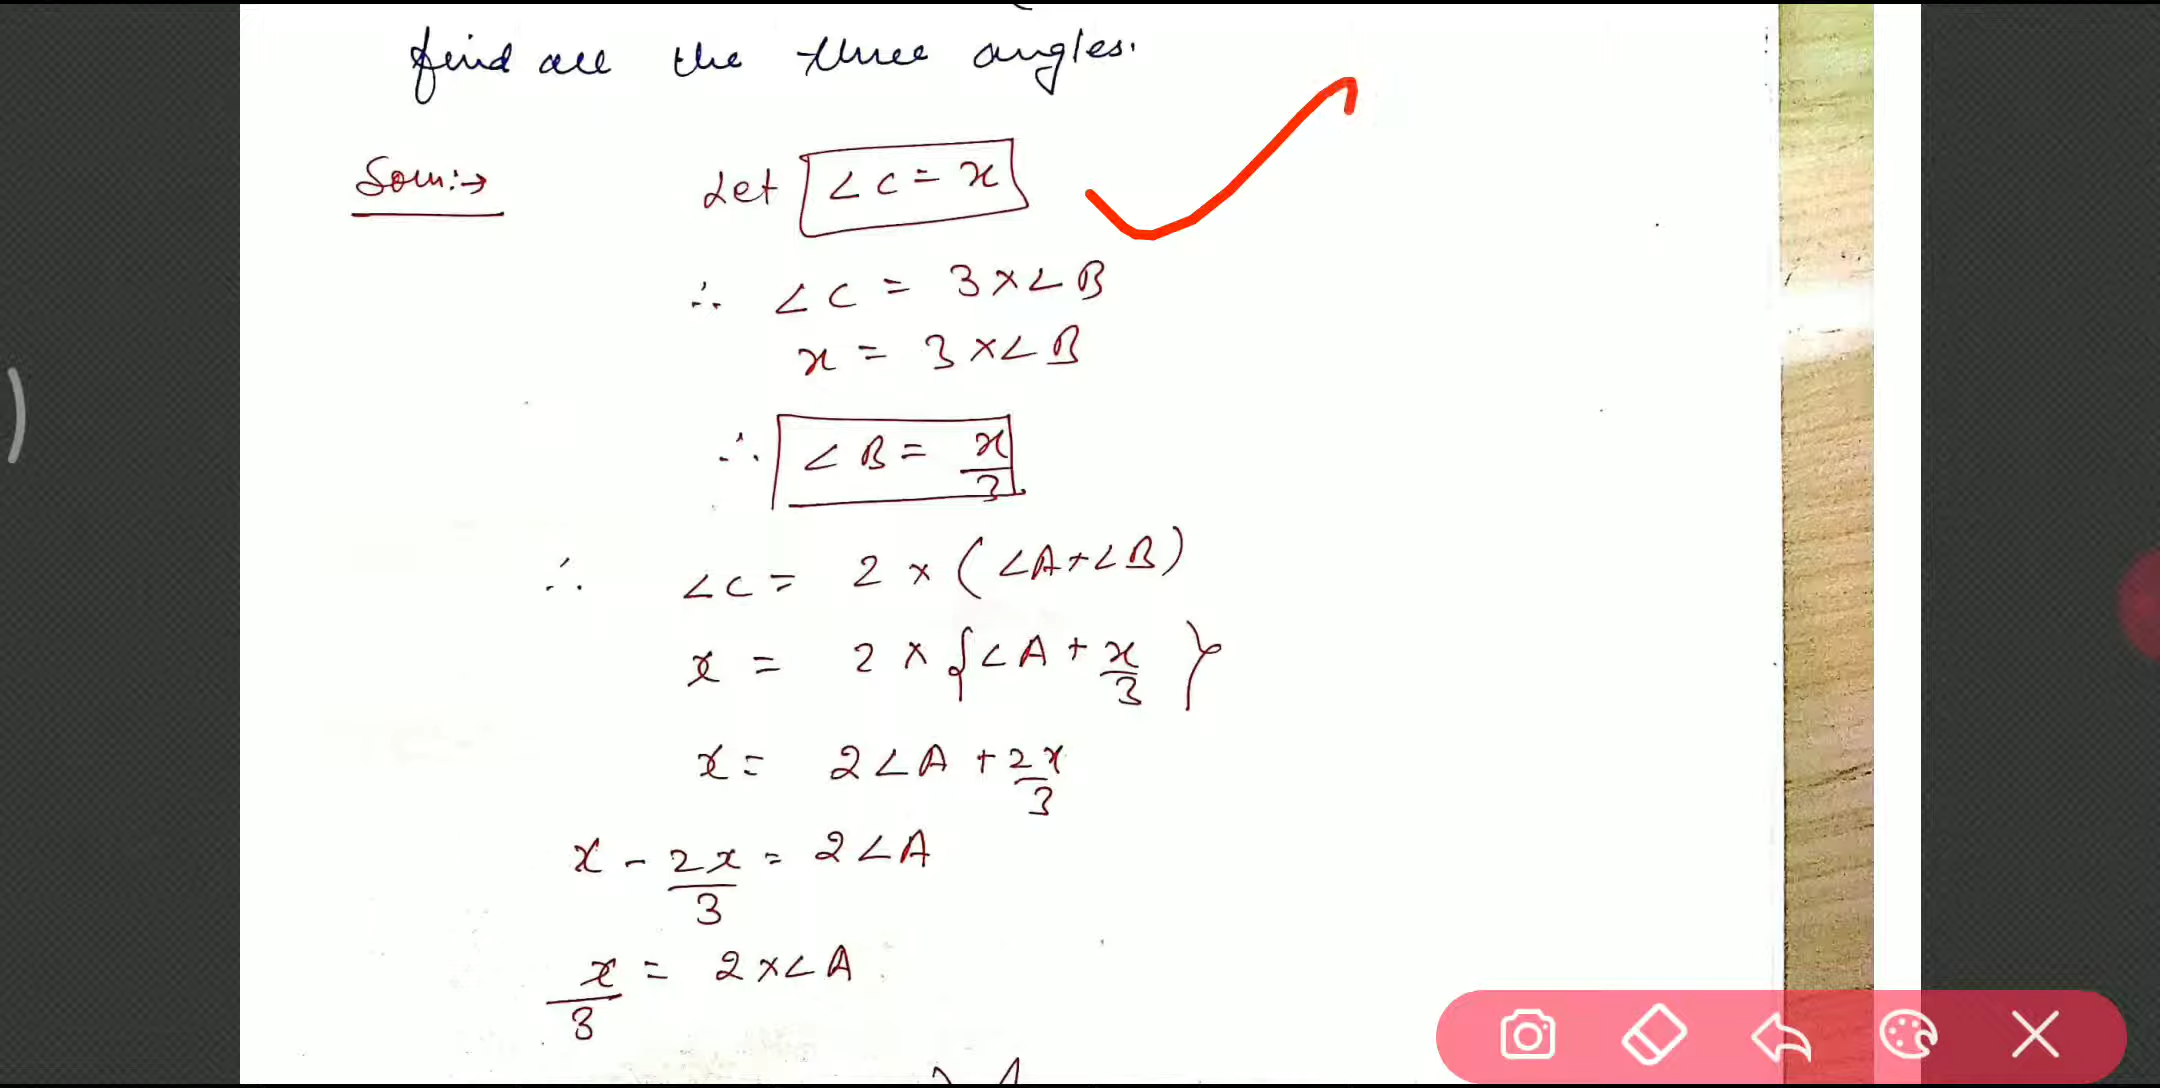 find all the three angles.
Soln:→ Let ∠C = x
∴ ∠C = 3×∠B
x = 3×∠B
∴ ∠B = x/3
∴ ∠C = 2 × (∠A+∠B)
x = 2 × {∠A + x/3}
x = 2∠A + 2x/3
x - 2x/3 = 2∠A
x/3 = 2×∠A